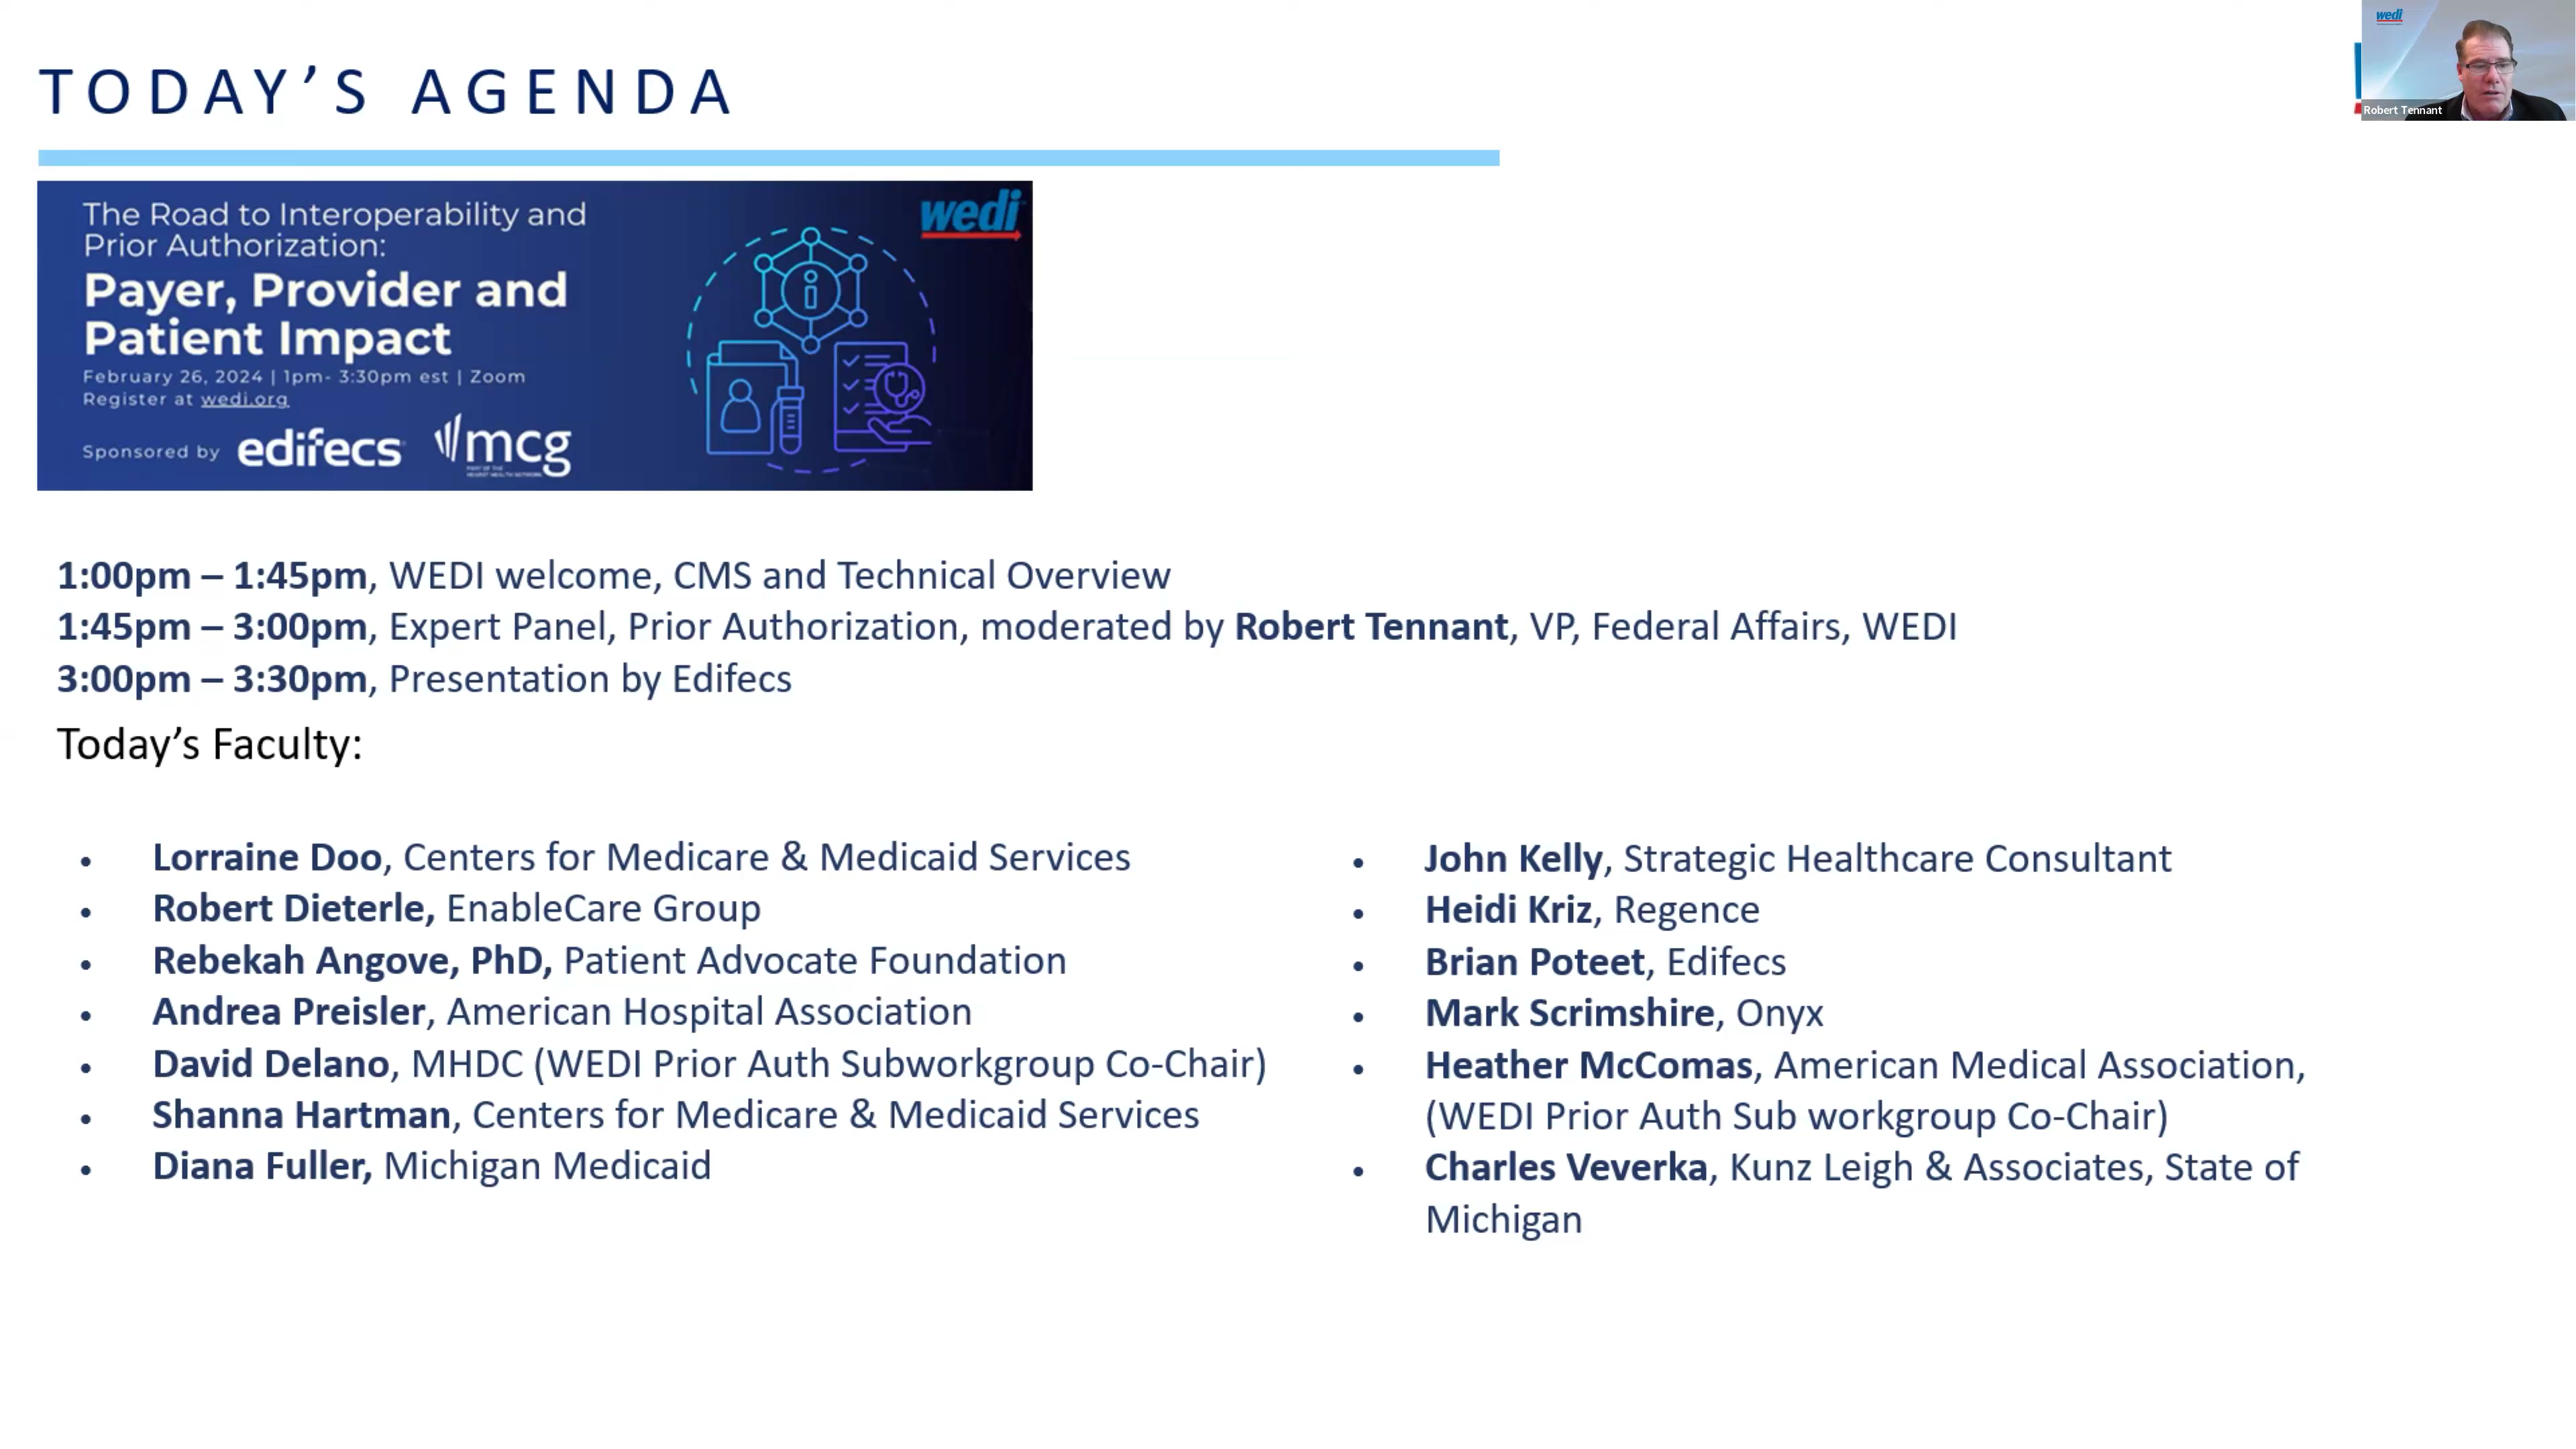 TODAY'S AGENDA
wedi
Robert Tennant
The Road to Interoperability and
Prior Authorization:
Payer, Provider and
Patient Impact
February 26, 2024 | 1pm- 3:30pm est | Zoom
Register at wedi.org
Sponsored by edifecs mcg
PART OF THE
HEARST HEALTH NETWORK
wedi
1:00pm – 1:45pm, WEDI welcome, CMS and Technical Overview
1:45pm – 3:00pm, Expert Panel, Prior Authorization, moderated by Robert Tennant, VP, Federal Affairs, WEDI
3:00pm – 3:30pm, Presentation by Edifecs
Today's Faculty:
• Lorraine Doo, Centers for Medicare & Medicaid Services
• Robert Dieterle, EnableCare Group
• Rebekah Angove, PhD, Patient Advocate Foundation
• Andrea Preisler, American Hospital Association
• David Delano, MHDC (WEDI Prior Auth Subworkgroup Co-Chair)
• Shanna Hartman, Centers for Medicare & Medicaid Services
• Diana Fuller, Michigan Medicaid
• John Kelly, Strategic Healthcare Consultant
• Heidi Kriz, Regence
• Brian Poteet, Edifecs
• Mark Scrimshire, Onyx
• Heather McComas, American Medical Association,
(WEDI Prior Auth Sub workgroup Co-Chair)
• Charles Veverka, Kunz Leigh & Associates, State of
Michigan